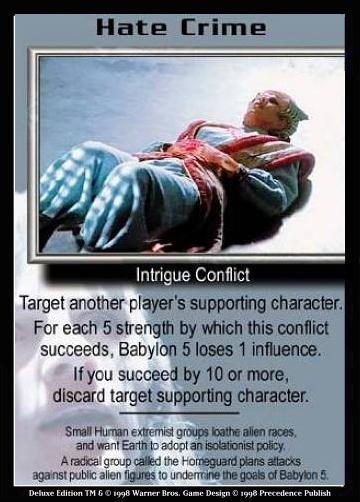 Hate Crime
Intrigue Conflict
Target another player's supporting character.
For each 5 strength by which this conflict
succeeds, Babylon 5 loses 1 influence.
If you succeed by 10 or more,
discard target supporting character.
Small Human extremist groups loathe alien races,
and want Earth to adopt an isolationist policy.
A radical group called the Homeguard plans attacks
against public alien figures to undermine the goals of Babylon 5.
Deluxe Edition TM & © 1998 Warner Bros. Game Design © 1998 Precedence Publish